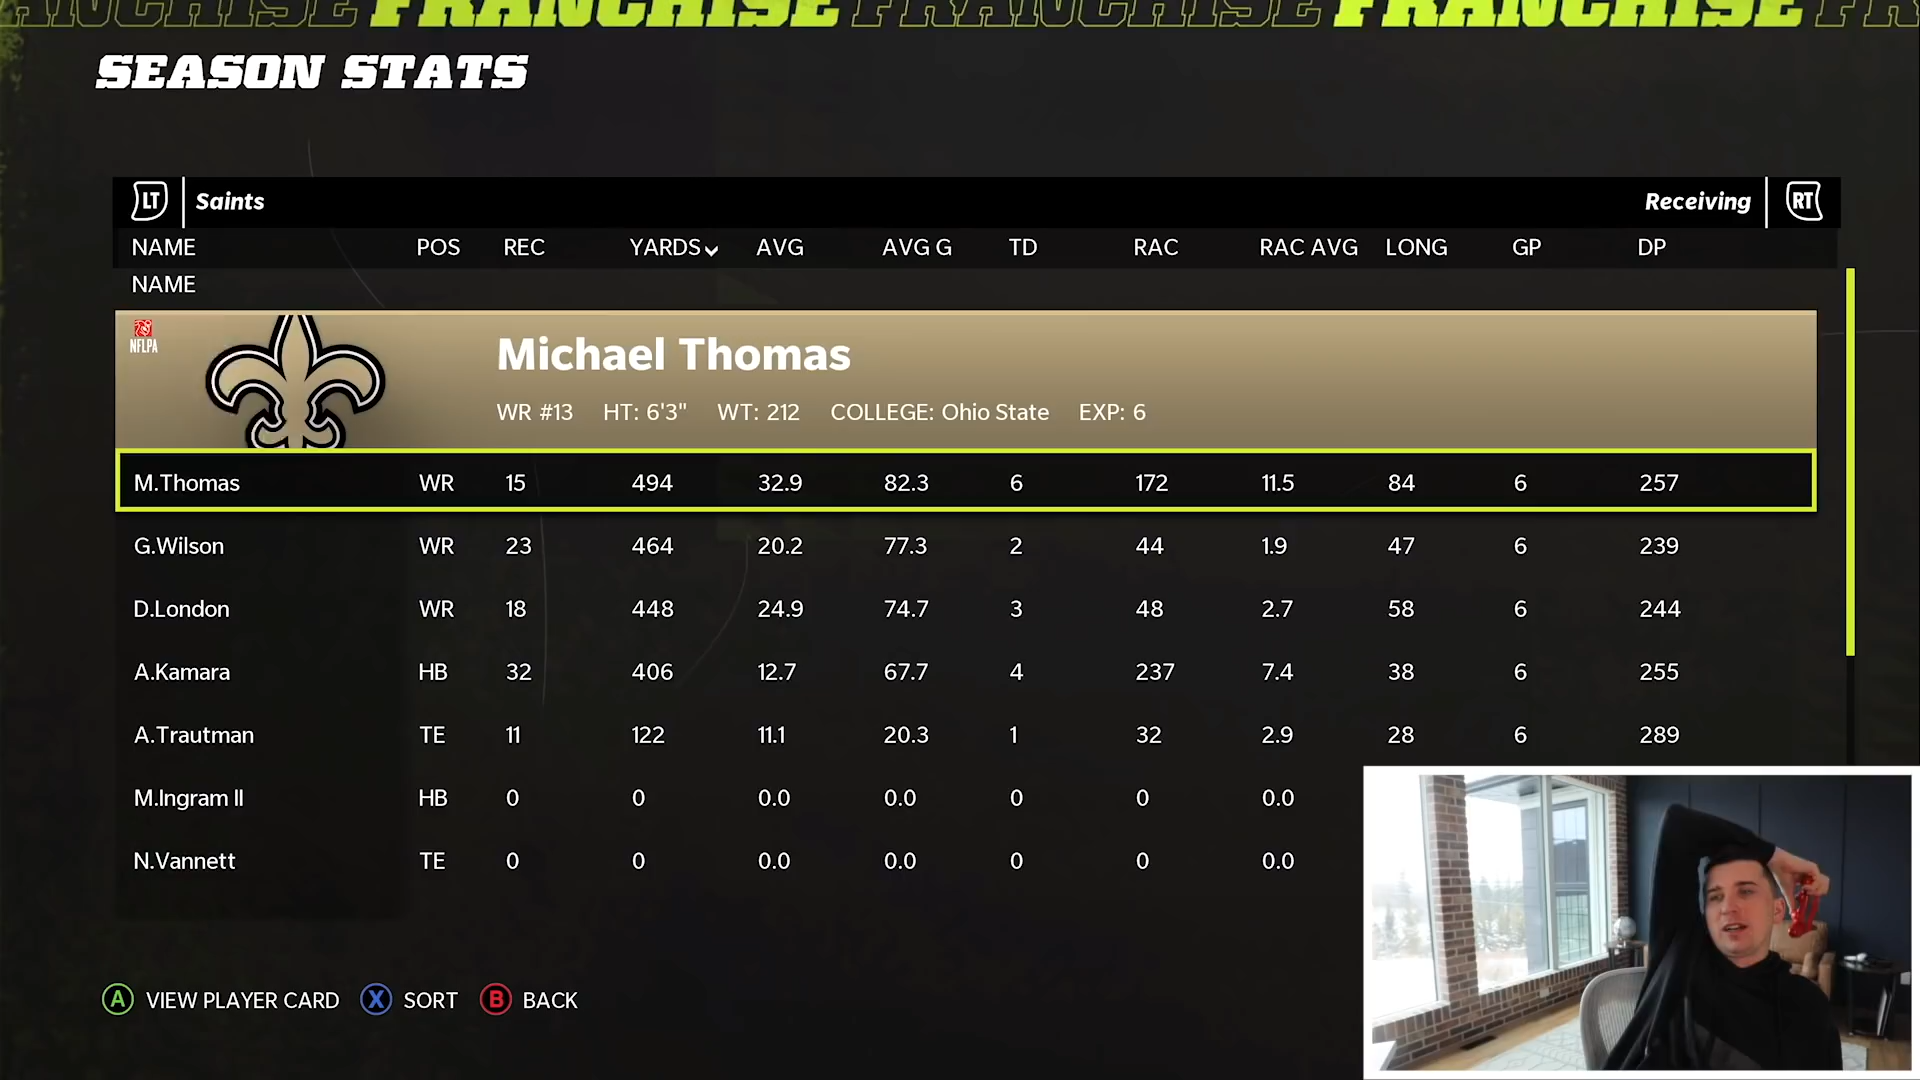 ANCHISE FRANCHISE FRANCHISE FRANCHISE FR
SEASON STATS
LT Saints Receiving RT
NAME POS REC YARDS AVG AVG G TD RAC RAC AVG LONG GP DP
NAME
NFLPA
Michael Thomas
WR #13 HT: 6'3" WT: 212 COLLEGE: Ohio State EXP: 6
M.Thomas WR 15 494 32.9 82.3 6 172 11.5 84 6 257
G.Wilson WR 23 464 20.2 77.3 2 44 1.9 47 6 239
D.London WR 18 448 24.9 74.7 3 48 2.7 58 6 244
A.Kamara HB 32 406 12.7 67.7 4 237 7.4 38 6 255
A.Trautman TE 11 122 11.1 20.3 1 32 2.9 28 6 289
M.Ingram II HB 0 0 0.0 0.0 0 0 0.0
N.Vannett TE 0 0 0.0 0.0 0 0 0.0
A VIEW PLAYER CARD X SORT B BACK